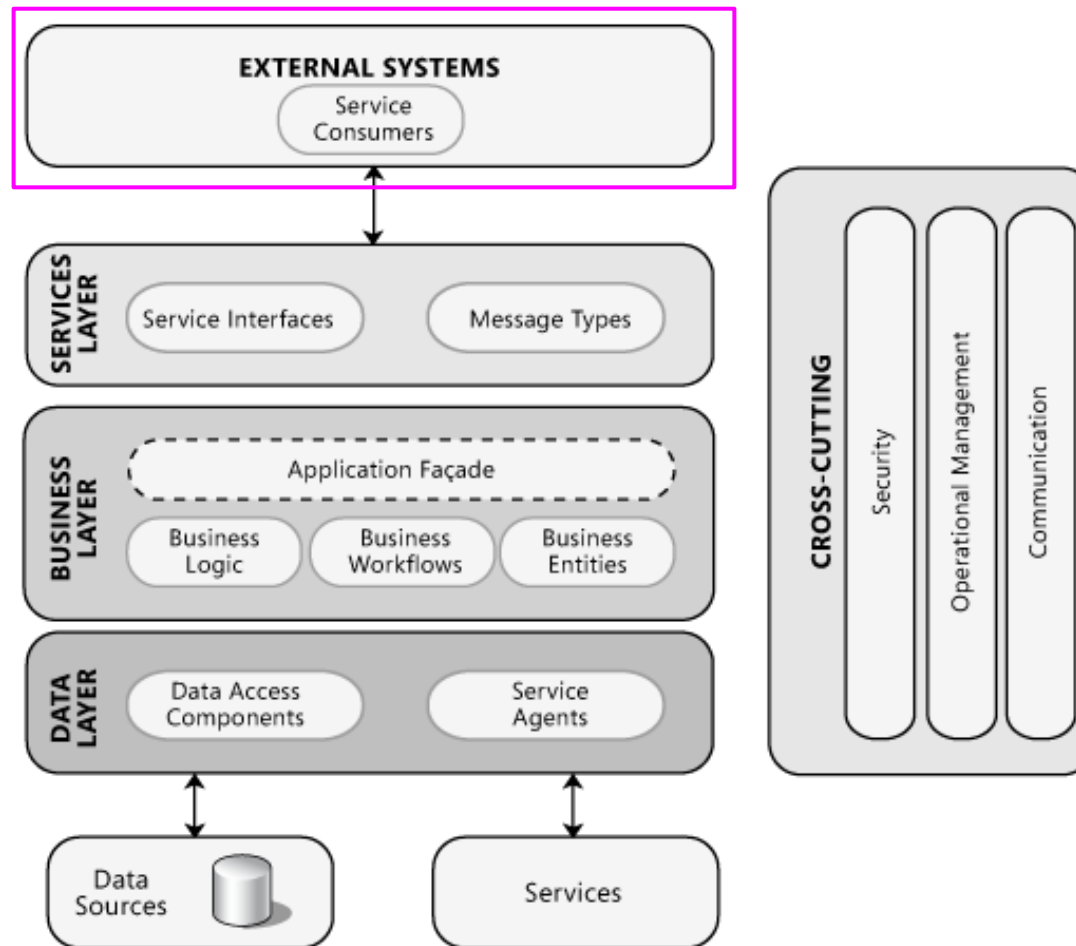 EXTERNAL SYSTEMS
Service
Consumers
SERVICES
LAYER
Service Interfaces
Message Types
BUSINESS
LAYER
Application Façade
Business
Logic
Business
Workflows
Business
Entities
DATA
LAYER
Data Access
Components
Service
Agents
Data
Sources
Services
CROSS-CUTTING
Security
Operational Management
Communication